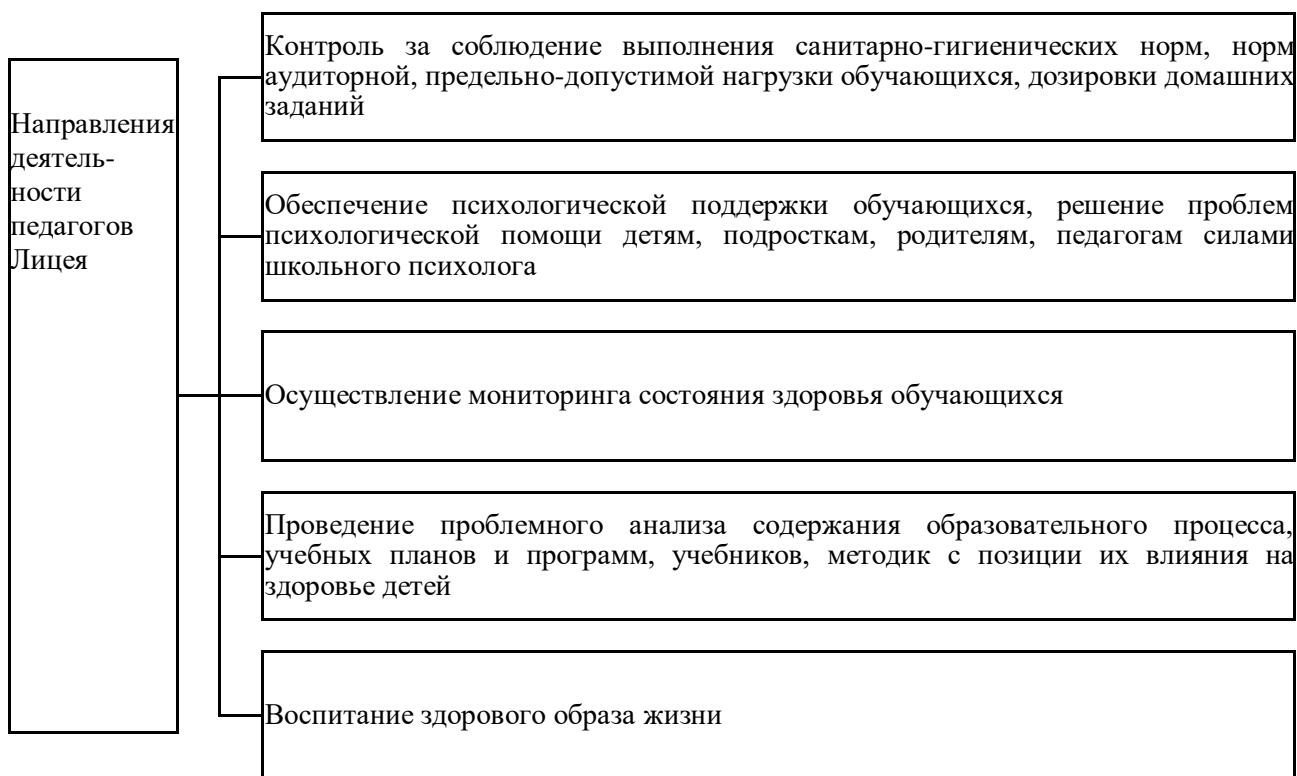 Направления
деятель-
ности
педагогов
Лицея
Контроль за соблюдение выполнения санитарно-гигиенических норм, норм
аудиторной, предельно-допустимой нагрузки обучающихся, дозировки домашних
заданий
Обеспечение психологической поддержки обучающихся, решение проблем
психологической помощи детям, подросткам, родителям, педагогам силами
школьного психолога
Осуществление мониторинга состояния здоровья обучающихся
Проведение проблемного анализа содержания образовательного процесса,
учебных планов и программ, учебников, методик с позиции их влияния на
здоровье детей
Воспитание здорового образа жизни